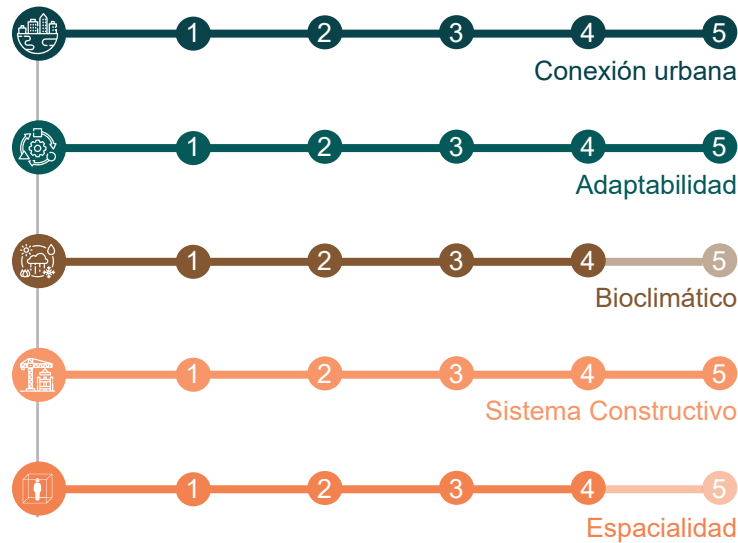 1 2 3 4 5
Conexión urbana
1 2 3 4 5
Adaptabilidad
1 2 3 4 5
Bioclimático
1 2 3 4 5
Sistema Constructivo
1 2 3 4 5
Espacialidad